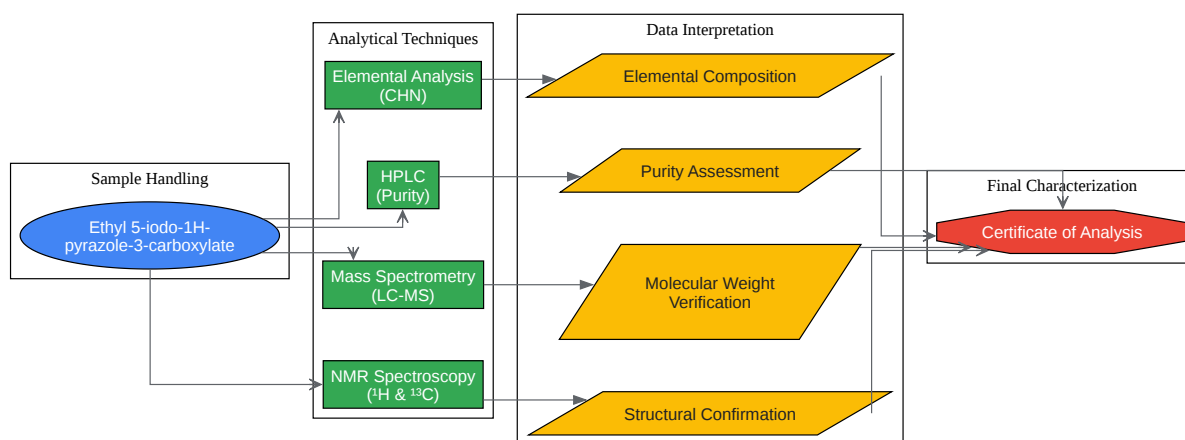 Sample Handling
Ethyl 5-iodo-1H-
pyrazole-3-carboxylate
Analytical Techniques
Elemental Analysis
(CHN)
HPLC
(Purity)
Mass Spectrometry
(LC-MS)
NMR Spectroscopy
(¹H & ¹³C)
Data Interpretation
Elemental Composition
Purity Assessment
Molecular Weight
Verification
Structural Confirmation
Final Characterization
Certificate of Analysis